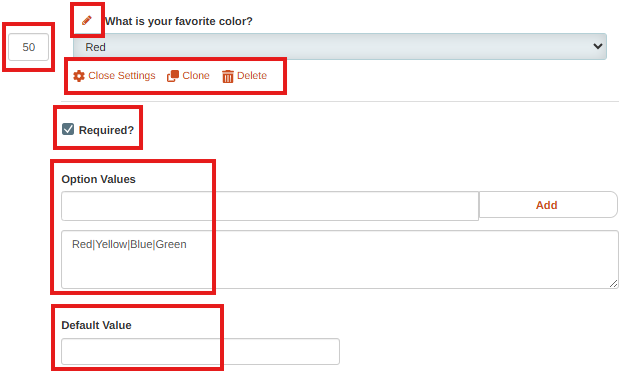 What is your favorite color?
50
Red
Close Settings Clone Delete
Required?
Option Values
Add
Red|Yellow|Blue|Green
Default Value